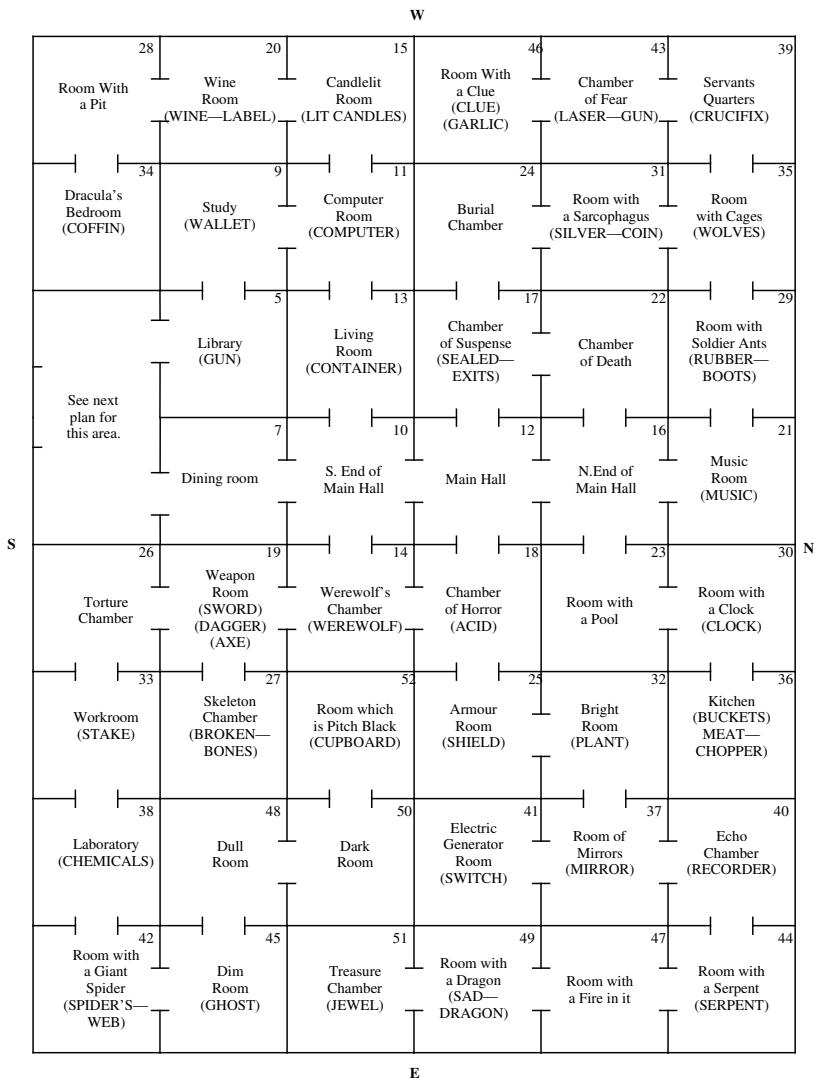 W
28
Room With
a Pit
20
Wine
Room
(WINE—LABEL)
15
Candlelit
Room
(LIT CANDLES)
46
Room With
a Clue
(CLUE)
(GARLIC)
43
Chamber
of Fear
(LASER—GUN)
39
Servants
Quarters
(CRUCIFIX)
34
Dracula's
Bedroom
(COFFIN)
9
Study
(WALLET)
11
Computer
Room
(COMPUTER)
24
Burial
Chamber
31
Room with
a Sarcophagus
(SILVER—COIN)
35
Room
with Cages
(WOLVES)
See next
plan for
this area.
5
Library
(GUN)
13
Living
Room
(CONTAINER)
17
Chamber
of Suspense
(SEALED—
EXITS)
22
Chamber
of Death
29
Room with
Soldier Ants
(RUBBER—
BOOTS)
7
Dining room
10
S. End of
Main Hall
12
Main Hall
16
N.End of
Main Hall
21
Music
Room
(MUSIC)
S
N
26
Torture
Chamber
19
Weapon
Room
(SWORD)
(DAGGER)
(AXE)
14
Werewolf's
Chamber
(WEREWOLF)
18
Chamber
of Horror
(ACID)
23
Room with
a Pool
30
Room with
a Clock
(CLOCK)
33
Workroom
(STAKE)
27
Skeleton
Chamber
(BROKEN—
BONES)
52
Room which
is Pitch Black
(CUPBOARD)
25
Armour
Room
(SHIELD)
32
Bright
Room
(PLANT)
36
Kitchen
(BUCKETS)
MEAT—
CHOPPER)
38
Laboratory
(CHEMICALS)
48
Dull
Room
50
Dark
Room
41
Electric
Generator
Room
(SWITCH)
37
Room of
Mirrors
(MIRROR)
40
Echo
Chamber
(RECORDER)
42
Room with
a Giant
Spider
(SPIDER'S—
WEB)
45
Dim
Room
(GHOST)
51
Treasure
Chamber
(JEWEL)
49
Room with
a Dragon
(SAD—
DRAGON)
47
Room with
a Fire in it
44
Room with
a Serpent
(SERPENT)
E